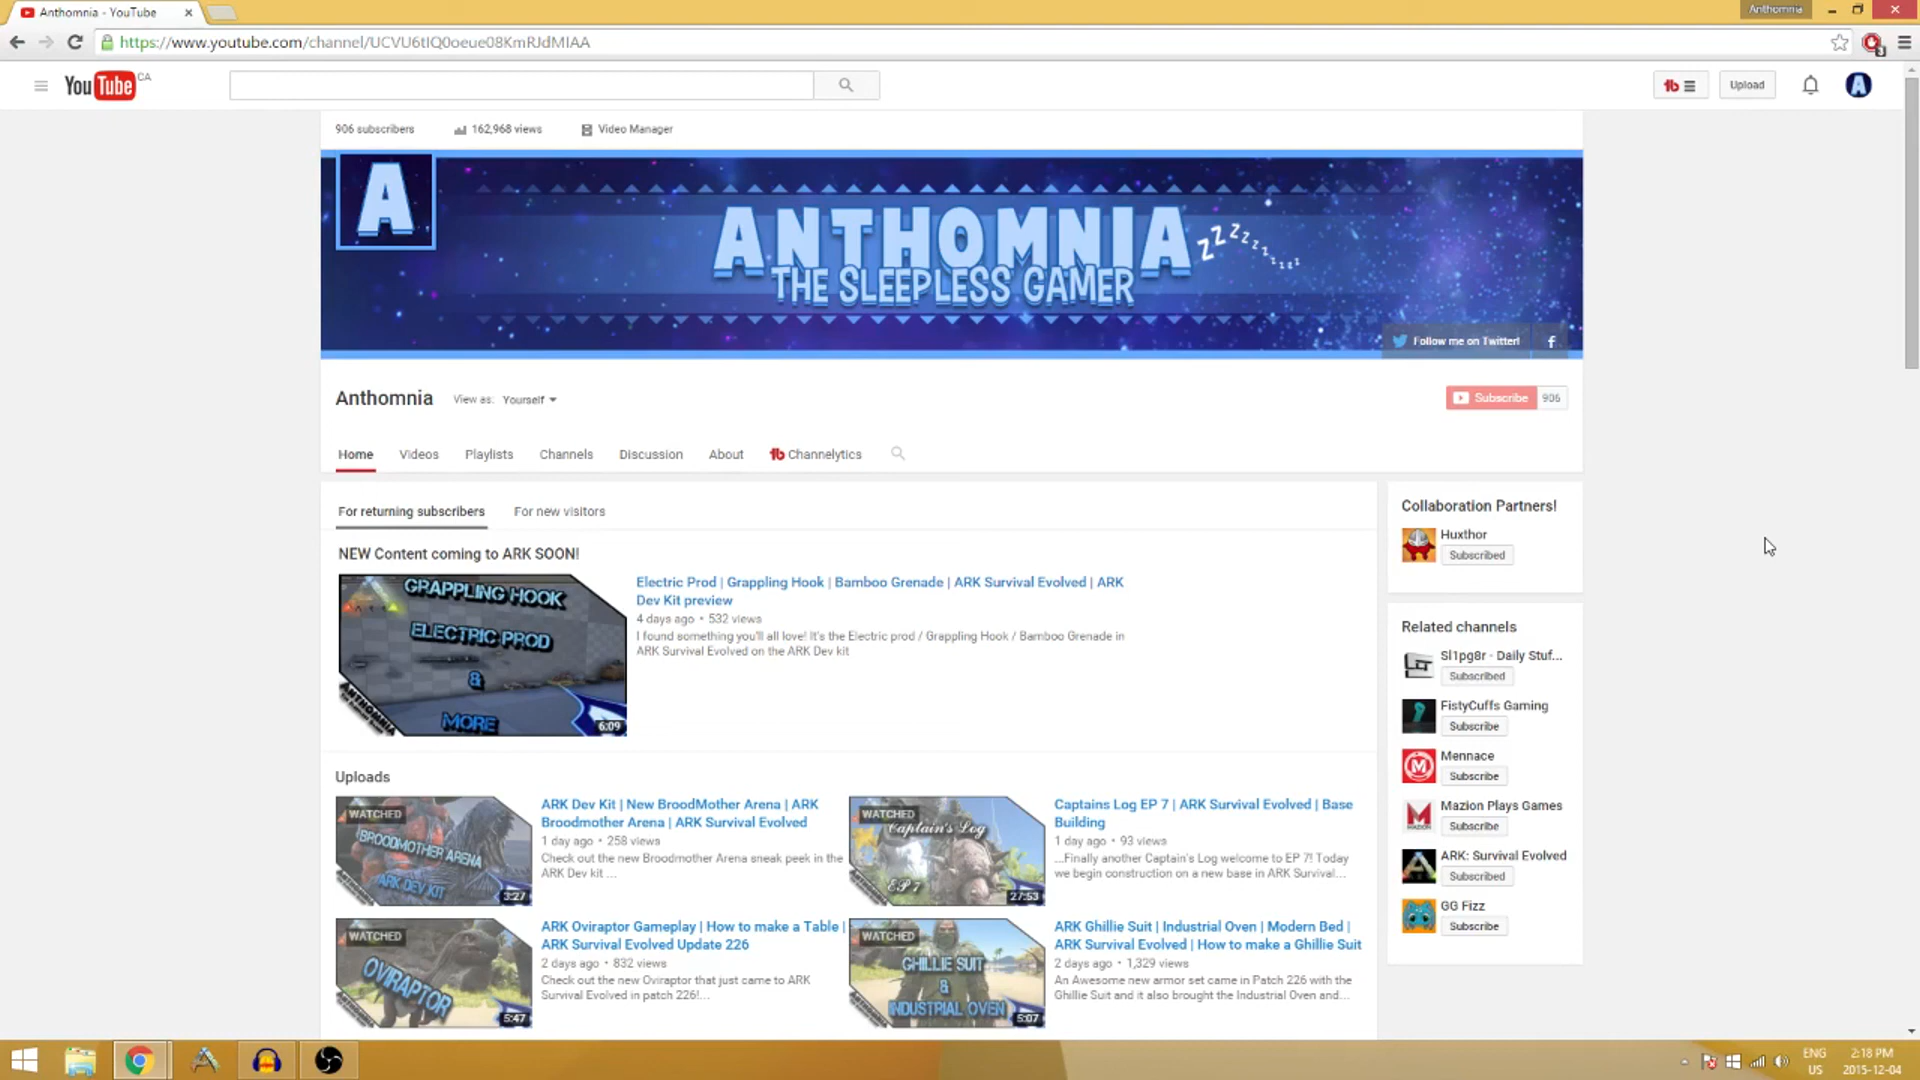 Anthomnia - YouTube
Anthomnia
https://www.youtube.com/channel/UCVU6tIQ0oeue08KmRJdMIAA
YouTube CA
Upload
A
906 subscribers
162,968 views
Video Manager
A
ANTHOMNIA
zzzzzzzzzz
THE SLEEPLESS GAMER
Follow me on Twitter!
Anthomnia
View as: Yourself
Subscribe 906
Home
Videos
Playlists
Channels
Discussion
About
Channelytics
For returning subscribers
For new visitors
NEW Content coming to ARK SOON!
GRAPPLING HOOK
ELECTRIC PROD
&
MORE
6:09
Electric Prod | Grappling Hook | Bamboo Grenade | ARK Survival Evolved | ARK
Dev Kit preview
4 days ago • 532 views
I found something you'll all love! It's the Electric prod / Grappling Hook / Bamboo Grenade in
ARK Survival Evolved on the ARK Dev kit
Uploads
WATCHED
BROODMOTHER ARENA
ARK DEV KIT
3:27
ARK Dev Kit | New BroodMother Arena | ARK
Broodmother Arena | ARK Survival Evolved
1 day ago • 258 views
Check out the new Broodmother Arena sneak peek in the
ARK Dev kit ...
WATCHED
Captain's Log
EP 7
27:53
Captains Log EP 7 | ARK Survival Evolved | Base
Building
1 day ago • 93 views
...Finally another Captain's Log welcome to EP 7! Today
we begin construction on a new base in ARK Survival...
WATCHED
OVIRAPTOR
5:47
ARK Oviraptor Gameplay | How to make a Table |
ARK Survival Evolved Update 226
2 days ago • 832 views
Check out the new Oviraptor that just came to ARK
Survival Evolved in patch 226!...
WATCHED
GHILLIE SUIT
&
INDUSTRIAL OVEN
5:07
ARK Ghillie Suit | Industrial Oven | Modern Bed |
ARK Survival Evolved | How to make a Ghillie Suit
2 days ago • 1,329 views
An Awesome new armor set came in Patch 226 with the
Ghillie Suit and it also brought the Industrial Oven and...
Collaboration Partners!
Huxthor
Subscribed
Related channels
Sl1pg8r - Daily Stuf...
Subscribed
FistyCuffs Gaming
Subscribe
Mennace
Subscribe
Mazion Plays Games
Subscribe
ARK: Survival Evolved
Subscribed
GG Fizz
Subscribe
ENG
US
2:18 PM
2015-12-04